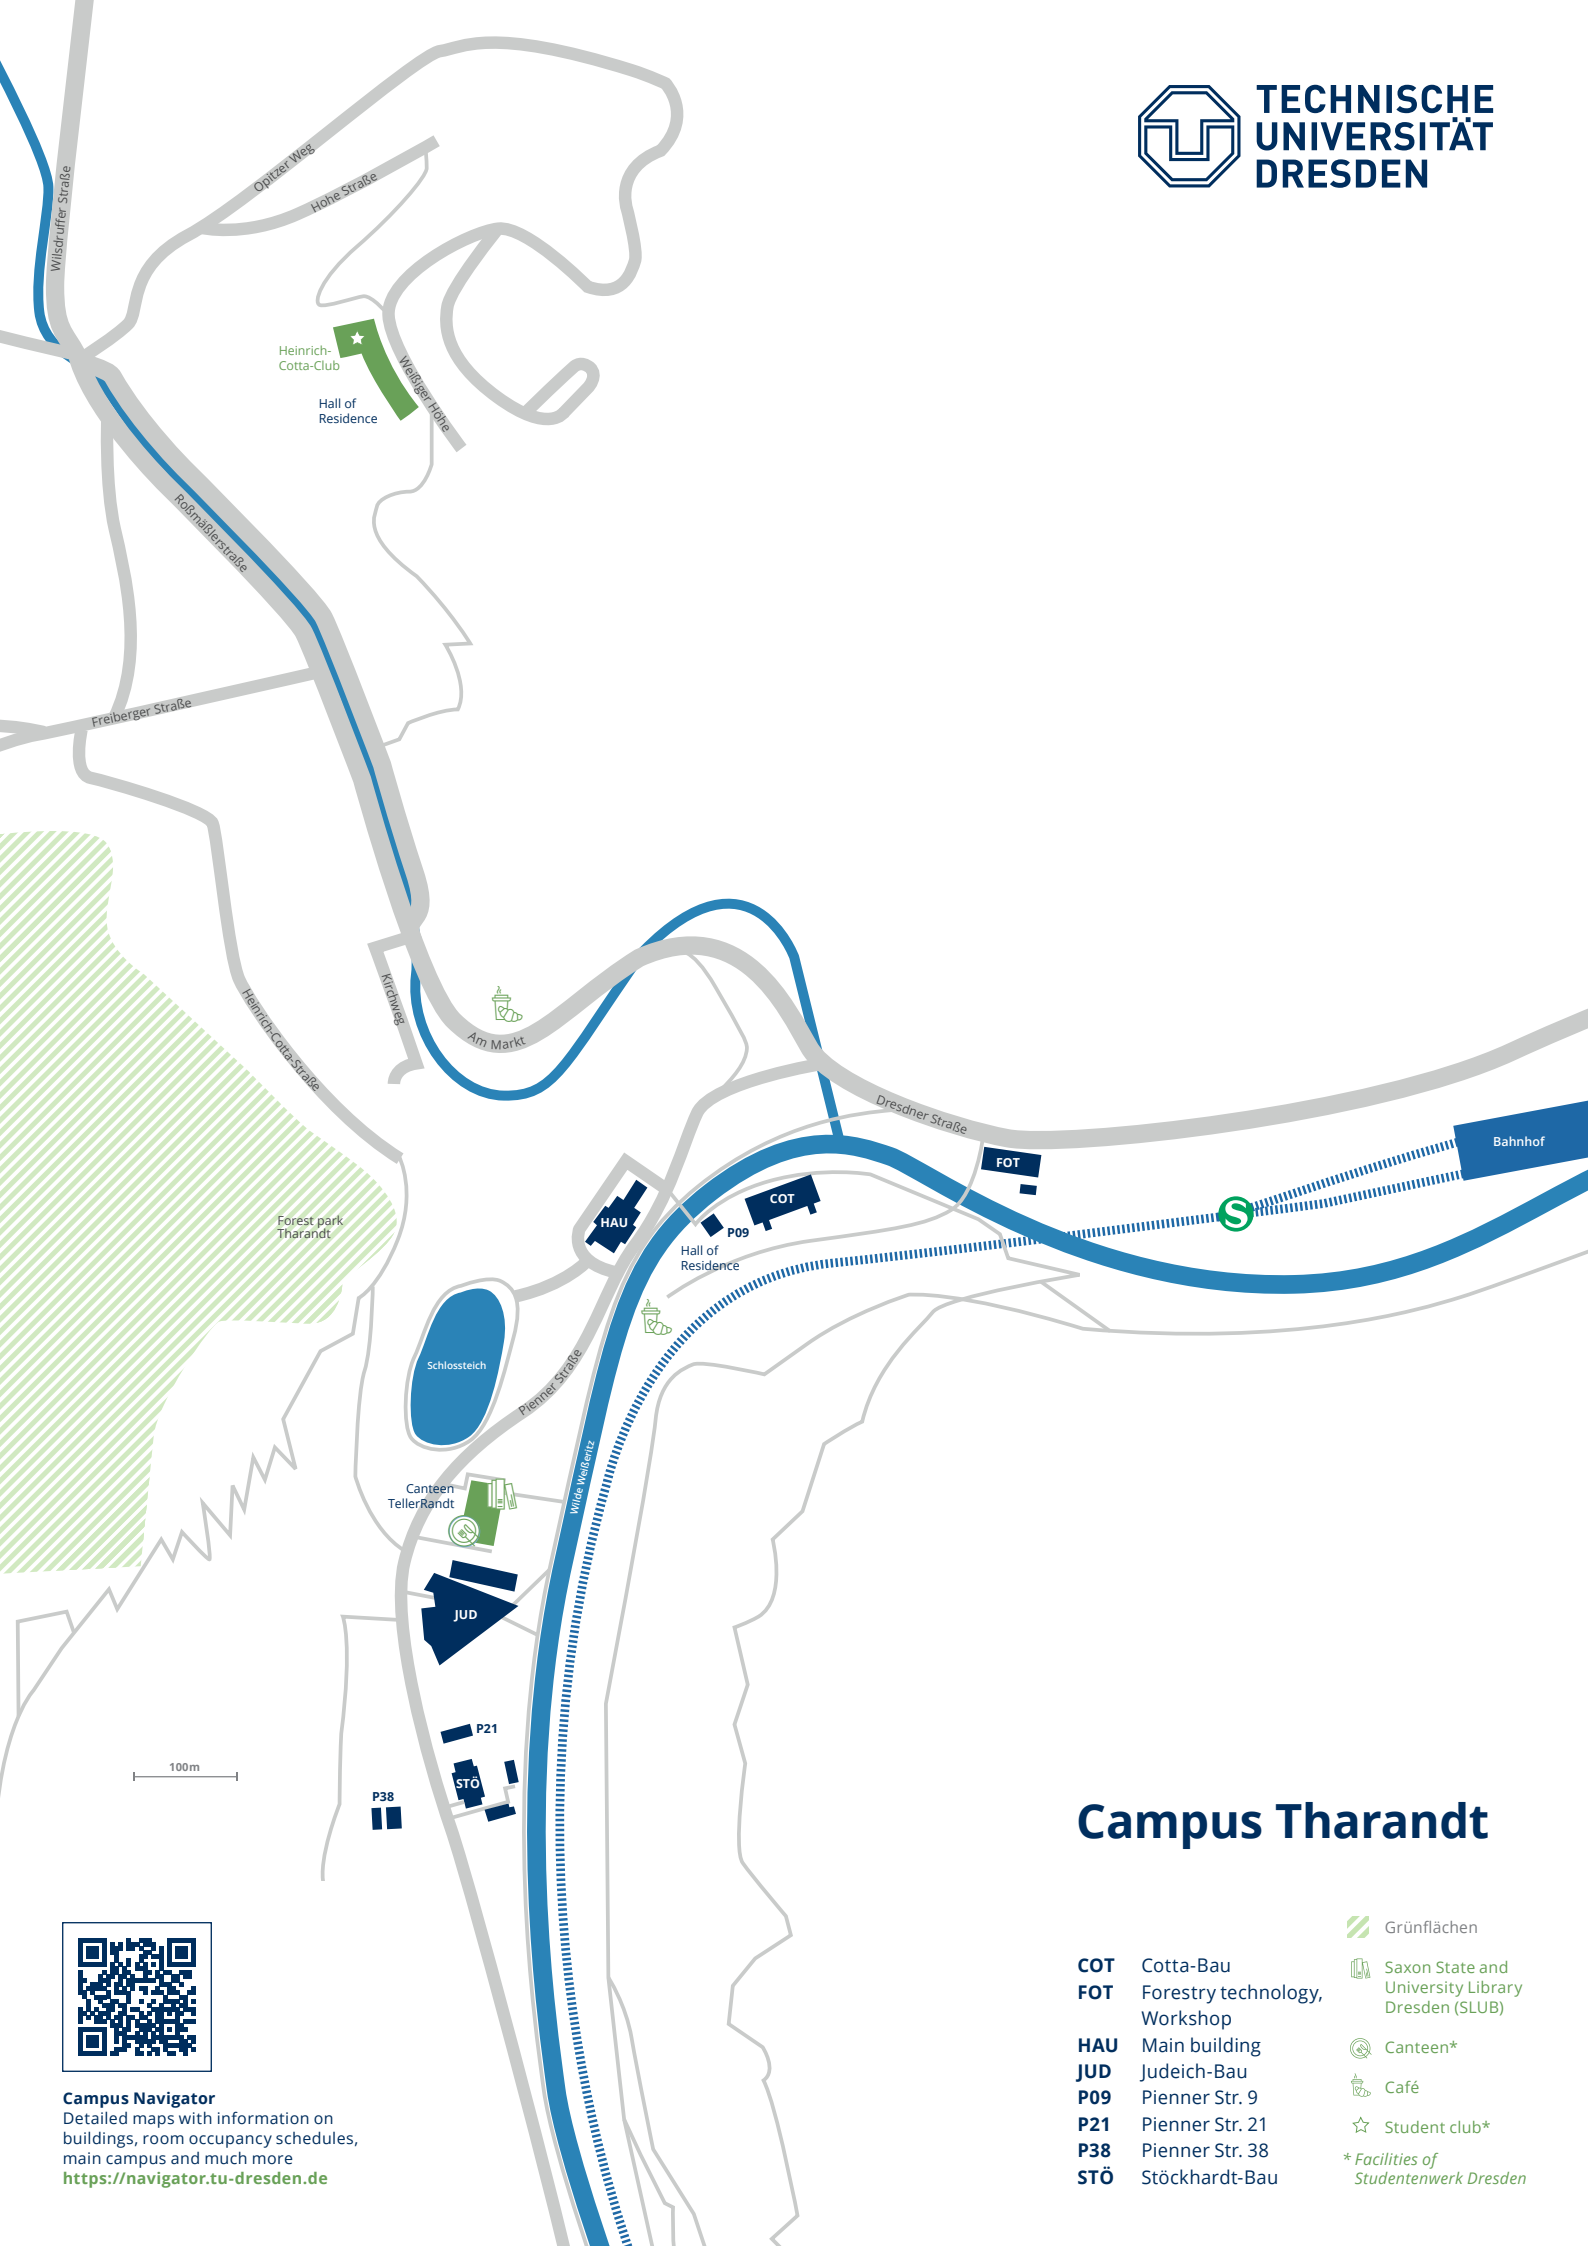 TECHNISCHE
UNIVERSITÄT
DRESDEN
Opitzer Weg
Hohe Straße
Wilsdruffer Straße
Heinrich-
Cotta-Club
Weißiger Höhe
Hall of
Residence
Roßmäßlerstraße
Freiberger Straße
Kirchweg
Heinrich-Cotta-Straße
Am Markt
Dresdner Straße
Bahnhof
FOT
COT
HAU
P09
Hall of
Residence
S
Forest park
Tharandt
Schlossteich
Pienner Straße
Wilde Weißeritz
Canteen
TellerRandt
JUD
P21
STÖ
P38
100m
Campus Tharandt
COT Cotta-Bau
FOT Forestry technology,
Workshop
HAU Main building
JUD Judeich-Bau
P09 Pienner Str. 9
P21 Pienner Str. 21
P38 Pienner Str. 38
STÖ Stöckhardt-Bau
Grünflächen
Saxon State and
University Library
Dresden (SLUB)
Canteen*
Café
Student club*
* Facilities of
Studentenwerk Dresden
Campus Navigator
Detailed maps with information on
buildings, room occupancy schedules,
main campus and much more
https://navigator.tu-dresden.de